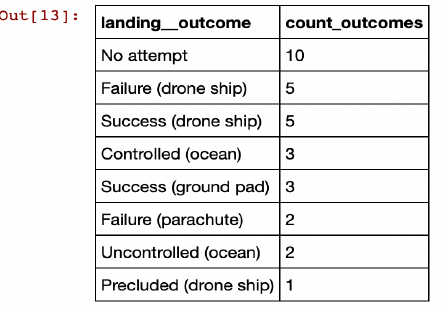 Out[13]:
landing__outcome count_outcomes
No attempt 10
Failure (drone ship) 5
Success (drone ship) 5
Controlled (ocean) 3
Success (ground pad) 3
Failure (parachute) 2
Uncontrolled (ocean) 2
Precluded (drone ship) 1